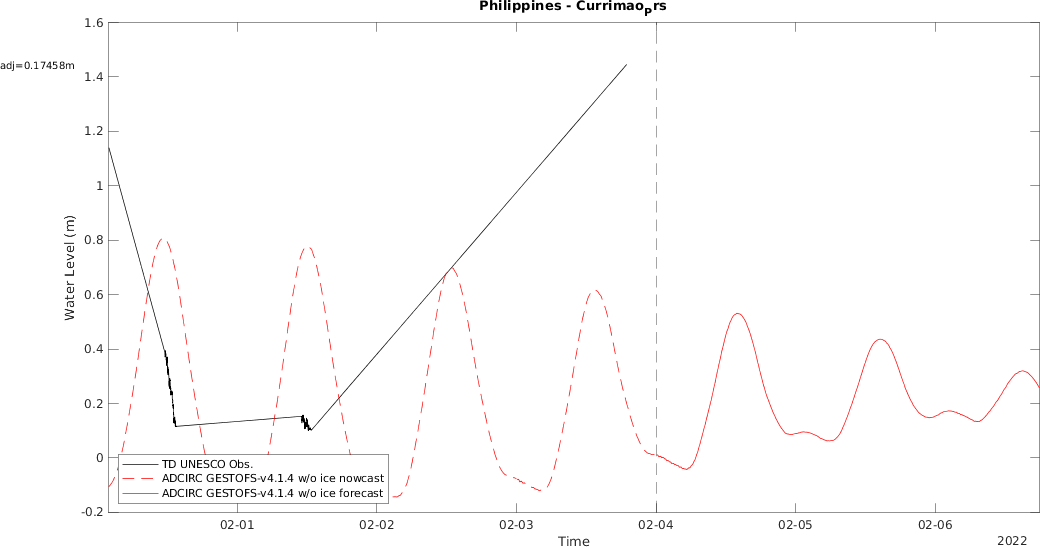 Philippines - Currimao_Prs
adj=0.17458m
1.6
1.4
1.2
1
0.8
0.6
0.4
0.2
0
-0.2
Water Level (m)
TD UNESCO Obs.
ADCIRC GESTOFS-v4.1.4 w/o ice nowcast
ADCIRC GESTOFS-v4.1.4 w/o ice forecast
02-01 02-02 02-03 02-04 02-05 02-06
Time
2022